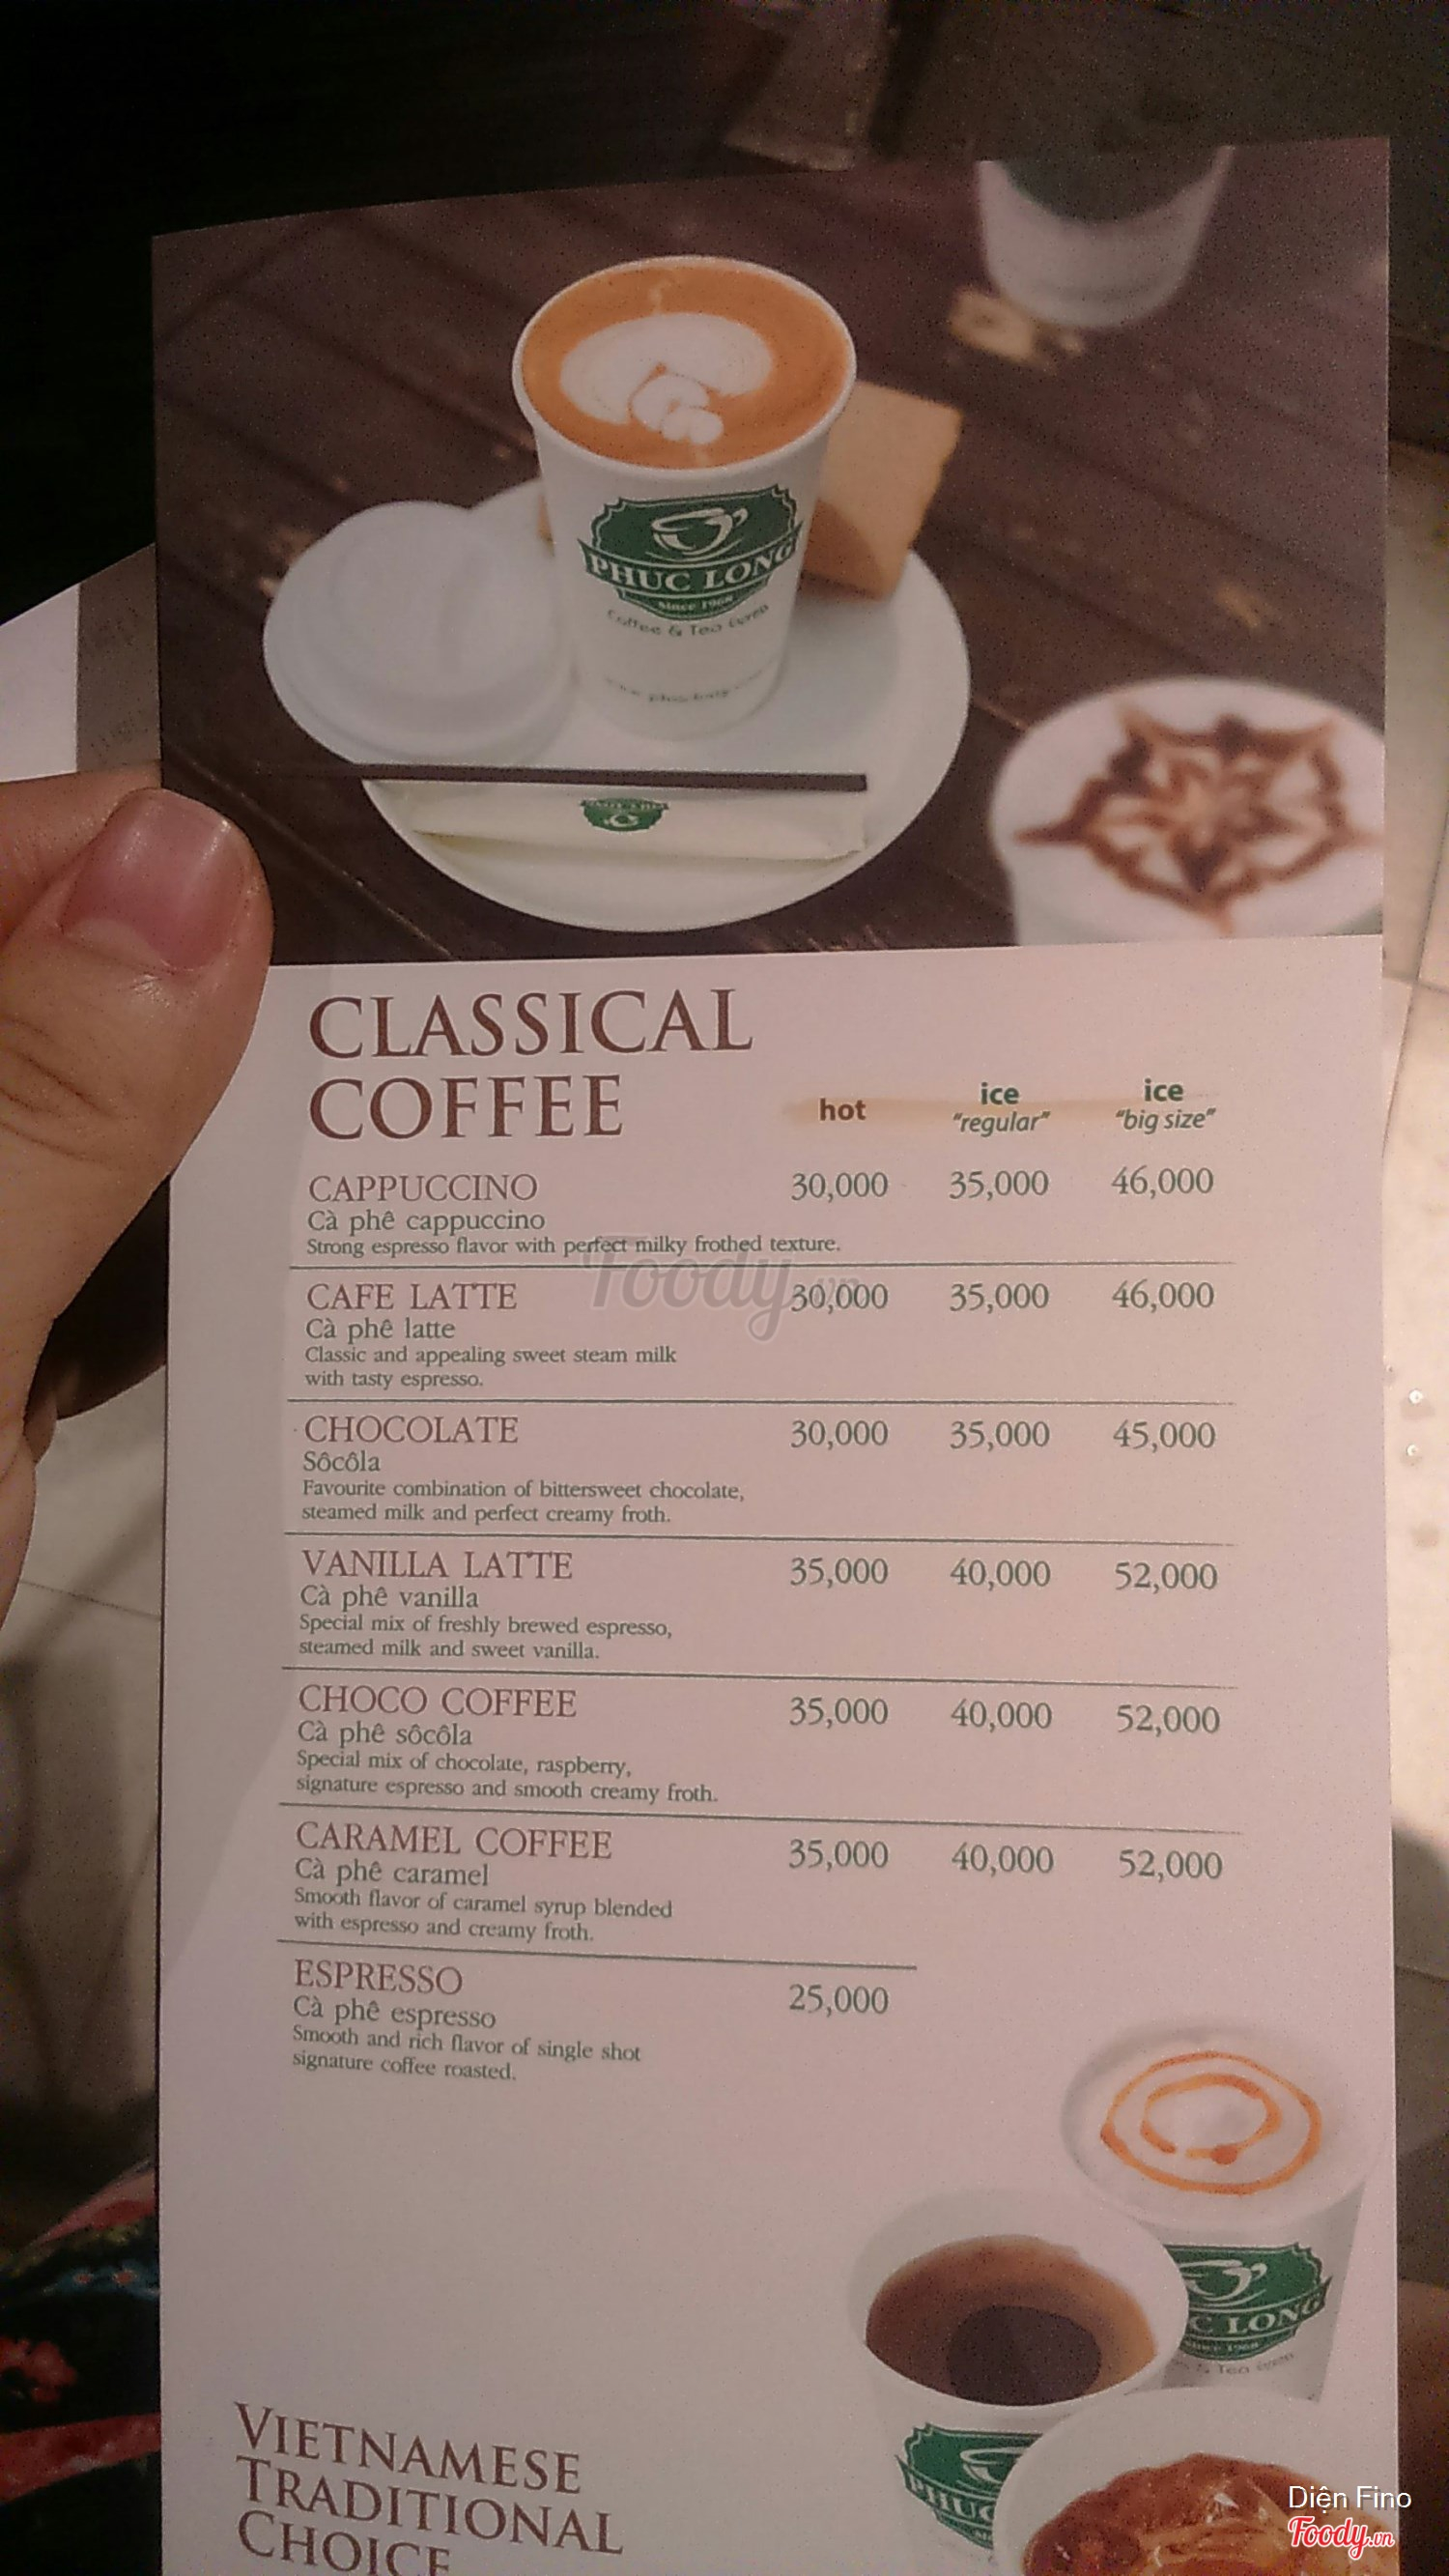 PHUC LONG
Since 1968
Coffee & Tea
CLASSICAL
COFFEE
hot
ice
"regular"
ice
"big size"
CAPPUCCINO 30,000 35,000 46,000
Cà phê cappuccino
Strong espresso flavor with perfect milky frothed texture.
CAFE LATTE 30,000 35,000 46,000
Cà phê latte
Classic and appealing sweet steam milk
with tasty espresso.
CHOCOLATE 30,000 35,000 45,000
Sôcôla
Favourite combination of bittersweet chocolate,
steamed milk and perfect creamy froth.
VANILLA LATTE 35,000 40,000 52,000
Cà phê vanilla
Special mix of freshly brewed espresso,
steamed milk and sweet vanilla.
CHOCO COFFEE 35,000 40,000 52,000
Cà phê sôcôla
Special mix of chocolate, raspberry,
signature espresso and smooth creamy froth.
CARAMEL COFFEE 35,000 40,000 52,000
Cà phê caramel
Smooth flavor of caramel syrup blended
with espresso and creamy froth.
ESPRESSO 25,000
Cà phê espresso
Smooth and rich flavor of single shot
signature coffee roasted.
Foody.vn
C LONG
Since 1968
& Tea
PHUC
VIETNAMESE
TRADITIONAL
CHOICE
Diện Fino
Foody.vn